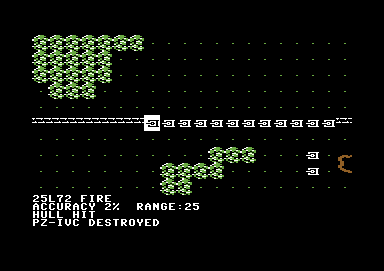 25L72 FIRE
ACCURACY 2% RANGE:25
HULL HIT
PZ-IVC DESTROYED